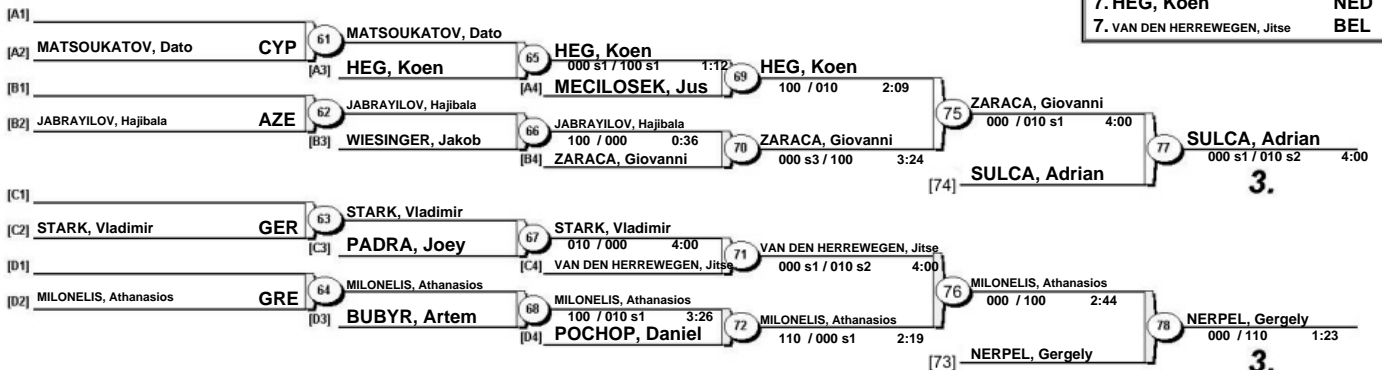 7. HEG, Koen NED
7. VAN DEN HERREWEGEN, Jitse BEL
[A1]
[A2] MATSOUKATOV, Dato CYP
61
MATSOUKATOV, Dato
[A3] HEG, Koen
65
HEG, Koen
000 s1 / 100 s1 1:12
[A4] MECILOSEK, Jus
69
HEG, Koen
100 / 010 2:09
[B1]
[B2] JABRAYILOV, Hajibala AZE
62
JABRAYILOV, Hajibala
[B3] WIESINGER, Jakob
66
JABRAYILOV, Hajibala
100 / 000 0:36
[B4] ZARACA, Giovanni
70
ZARACA, Giovanni
000 s3 / 100 3:24
75
ZARACA, Giovanni
000 / 010 s1 4:00
[74] SULCA, Adrian
77
SULCA, Adrian
000 s1 / 010 s2 4:00
3.
[C1]
[C2] STARK, Vladimir GER
63
STARK, Vladimir
[C3] PADRA, Joey
67
STARK, Vladimir
010 / 000 4:00
[C4] VAN DEN HERREWEGEN, Jitse
71
VAN DEN HERREWEGEN, Jitse
000 s1 / 010 s2 4:00
[D1]
[D2] MILONELIS, Athanasios GRE
64
MILONELIS, Athanasios
[D3] BUBYR, Artem
68
MILONELIS, Athanasios
100 / 010 s1 3:26
[D4] POCHOP, Daniel
72
MILONELIS, Athanasios
110 / 000 s1 2:19
76
MILONELIS, Athanasios
000 / 100 2:44
[73] NERPEL, Gergely
78
NERPEL, Gergely
000 / 110 1:23
3.